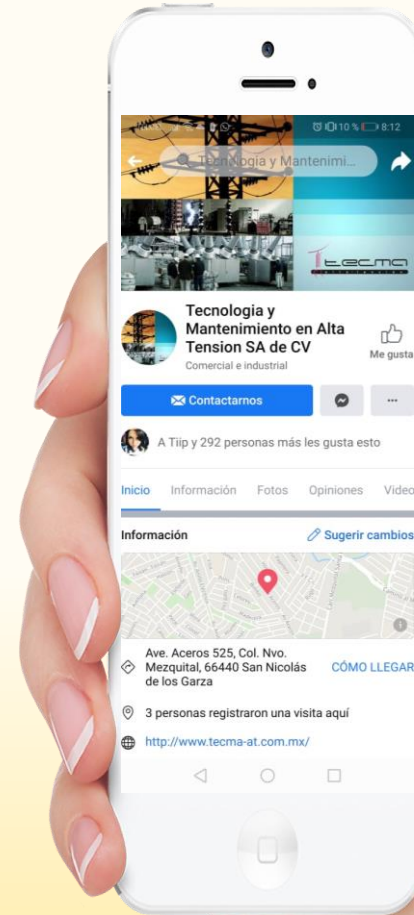 10 % 8:12
Tecnologia y Mantenimi...
Tecma
Tecnologia y
Mantenimiento en Alta
Tension SA de CV
Comercial e industrial
Me gusta
Contactarnos
A Tiip y 292 personas más les gusta esto
Inicio Información Fotos Opiniones Video
Información
Sugerir cambios
Ave. Aceros 525, Col. Nvo.
Mezquital, 66440 San Nicolás
de los Garza
CÓMO LLEGAR
3 personas registraron una visita aquí
http://www.tecma-at.com.mx/